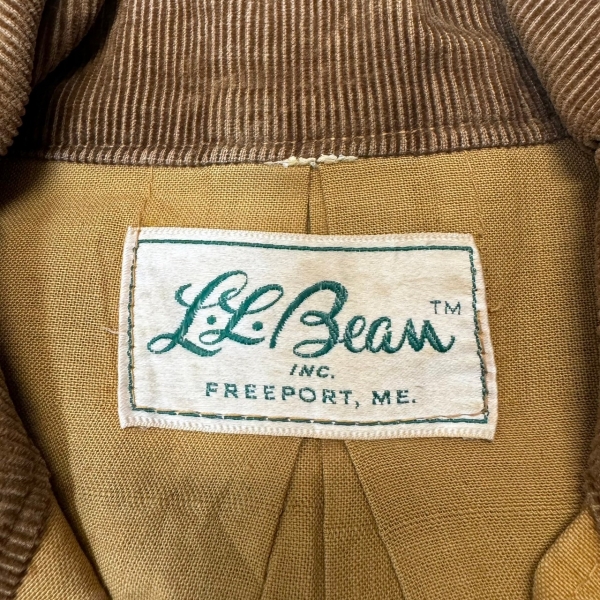 L.L. Bean™
INC.
FREEPORT, ME.